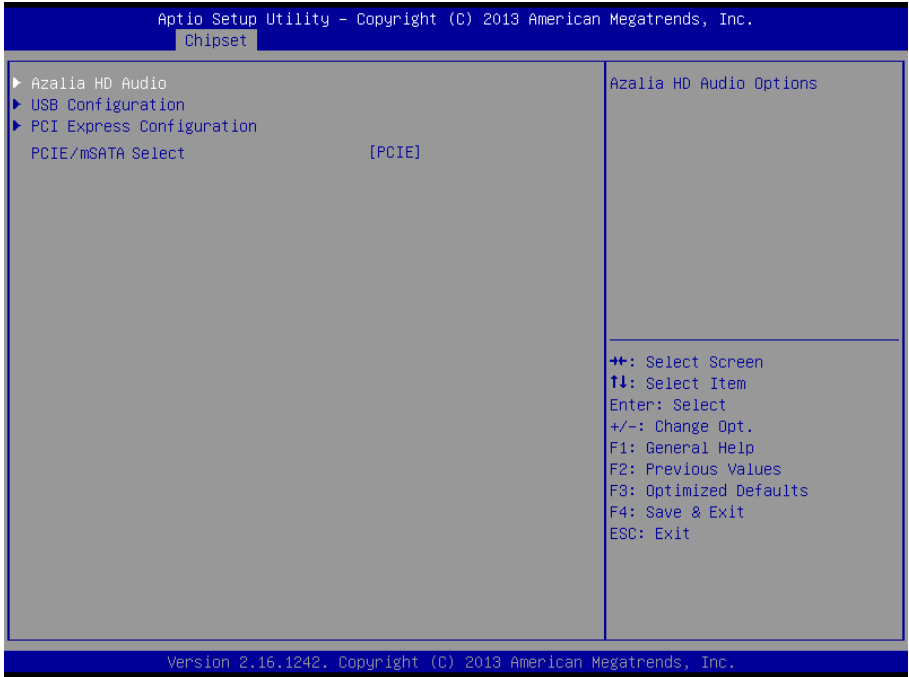 Aptio Setup Utility – Copyright (C) 2013 American Megatrends, Inc.
Chipset
▶ Azalia HD Audio
▶ USB Configuration
▶ PCI Express Configuration
PCIE/mSATA Select [PCIE]
Azalia HD Audio Options
→←: Select Screen
↑↓: Select Item
Enter: Select
+/-: Change Opt.
F1: General Help
F2: Previous Values
F3: Optimized Defaults
F4: Save & Exit
ESC: Exit
Version 2.16.1242. Copyright (C) 2013 American Megatrends, Inc.